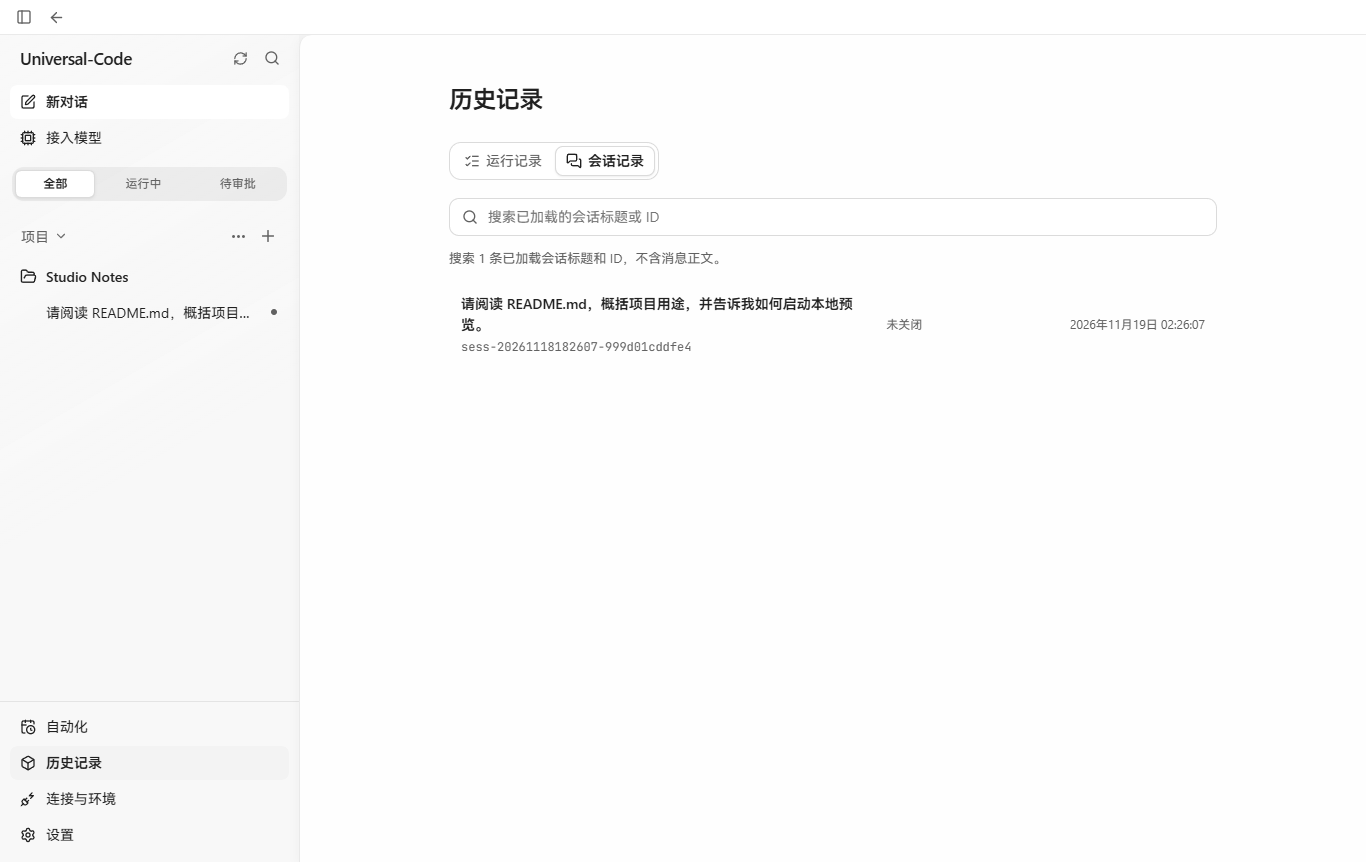 Universal-Code
新对话
接入模型
全部
运行中
待审批
项目
Studio Notes
请阅读 README.md，概括项目...
自动化
历史记录
连接与环境
设置
历史记录
运行记录
会话记录
搜索已加载的会话标题或 ID
搜索 1 条已加载会话标题和 ID，不含消息正文。
请阅读 README.md，概括项目用途，并告诉我如何启动本地预
览。
sess-20261118182607-999d01cddfe4
未关闭
2026年11月19日 02:26:07